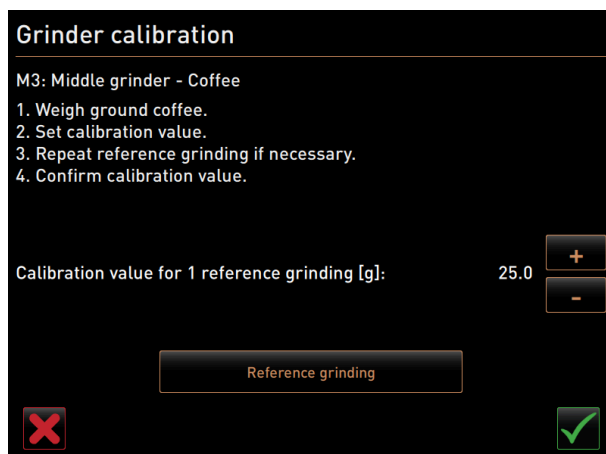 Grinder calibration
M3: Middle grinder - Coffee
1. Weigh ground coffee.
2. Set calibration value.
3. Repeat reference grinding if necessary.
4. Confirm calibration value.
+
Calibration value for 1 reference grinding [g]: 25.0
-
Reference grinding